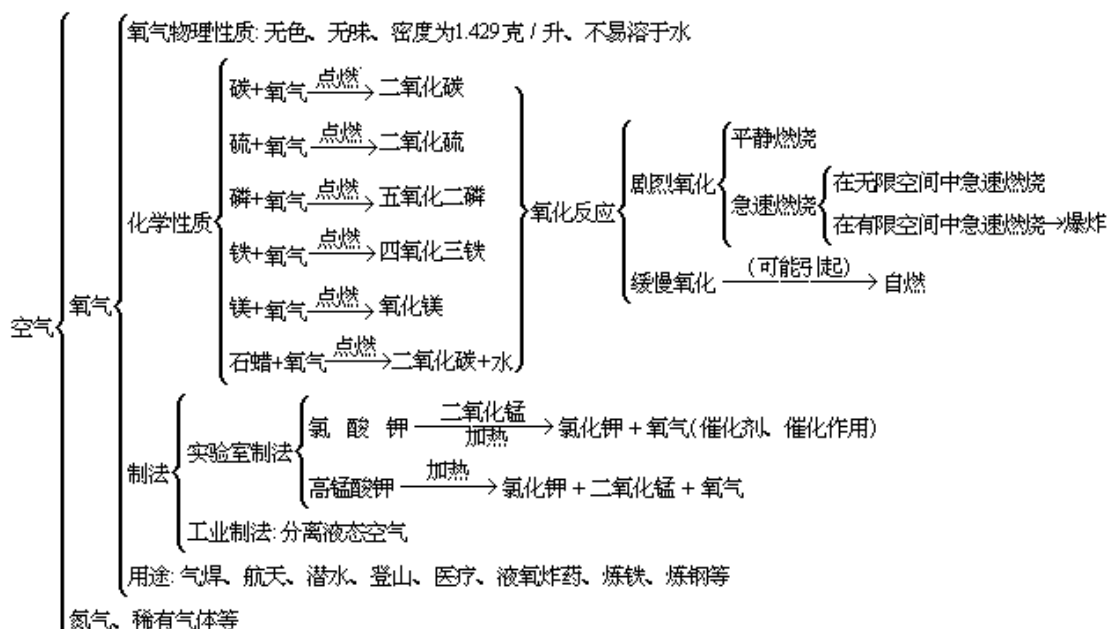 空气
氧气
氧气物理性质: 无色、无味、密度为1.429克/升、不易溶于水
化学性质
碳+氧气 点燃 → 二氧化碳
硫+氧气 点燃 → 二氧化硫
磷+氧气 点燃 → 五氧化二磷
铁+氧气 点燃 → 四氧化三铁
镁+氧气 点燃 → 氧化镁
石蜡+氧气 点燃 → 二氧化碳+水
氧化反应
剧烈氧化
平静燃烧
急速燃烧
在无限空间中急速燃烧
在有限空间中急速燃烧→爆炸
缓慢氧化 (可能引起) → 自燃
制法
实验室制法
氯 酸 钾 二氧化锰 加热 → 氯化钾+氧气(催化剂、催化作用)
高锰酸钾 加热 → 氯化钾+二氧化锰+氧气
工业制法: 分离液态空气
用途: 气焊、航天、潜水、登山、医疗、液氧炸药、炼铁、炼钢等
氮气、稀有气体等